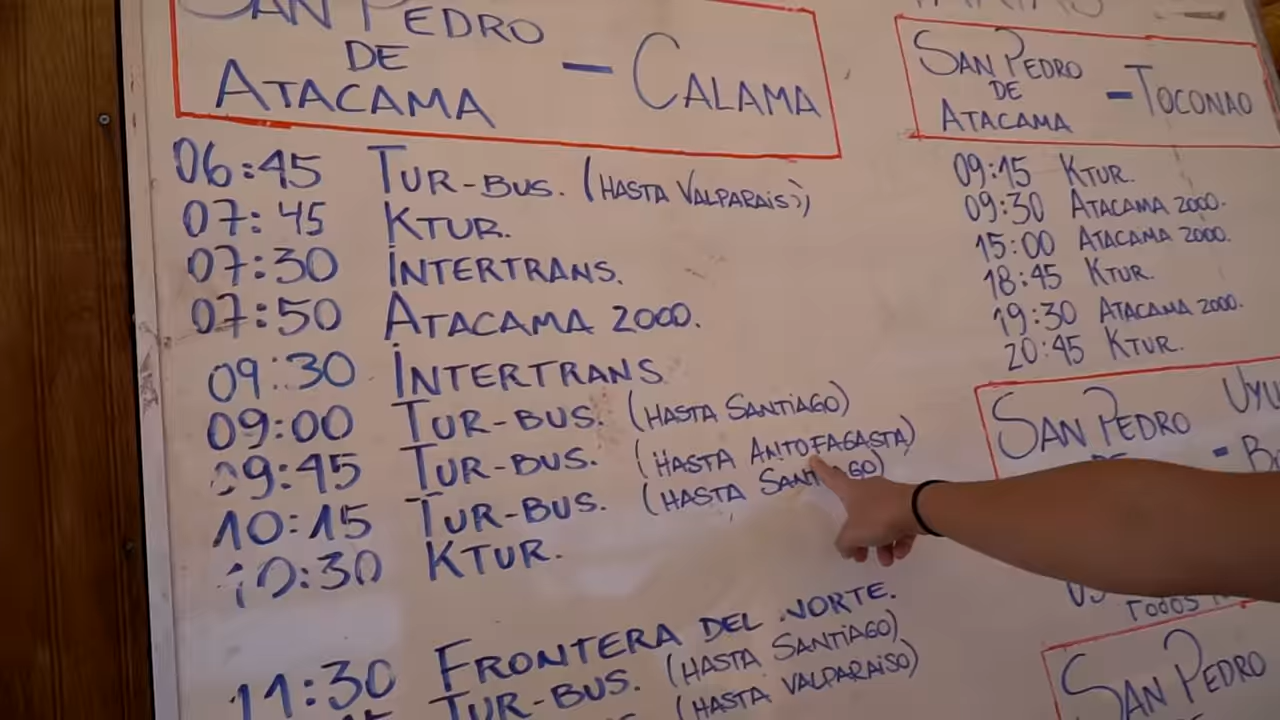 SAN PEDRO DE ATACAMA - CALAMA
06:45 TUR-BUS. (HASTA VALPARAISO)
07:45 KTUR.
07:30 INTERTRANS.
07:50 ATACAMA 2000.
09:30 INTERTRANS
09:00 TUR-BUS. (HASTA SANTIAGO)
09:45 TUR-BUS. (HASTA ANTOFAGASTA)
10:15 TUR-BUS. (HASTA SANTIAGO)
10:30 KTUR.
11:30 FRONTERA DEL NORTE.
TUR-BUS. (HASTA SANTIAGO)
(HASTA VALPARAISO)
SAN PEDRO DE ATACAMA - TOCONAO
09:15 KTUR.
09:30 ATACAMA 2000.
15:00 ATACAMA 2000.
18:45 KTUR.
19:30 ATACAMA 2000.
20:45 KTUR.
SAN PEDRO
TODOS
SAN PEDRO